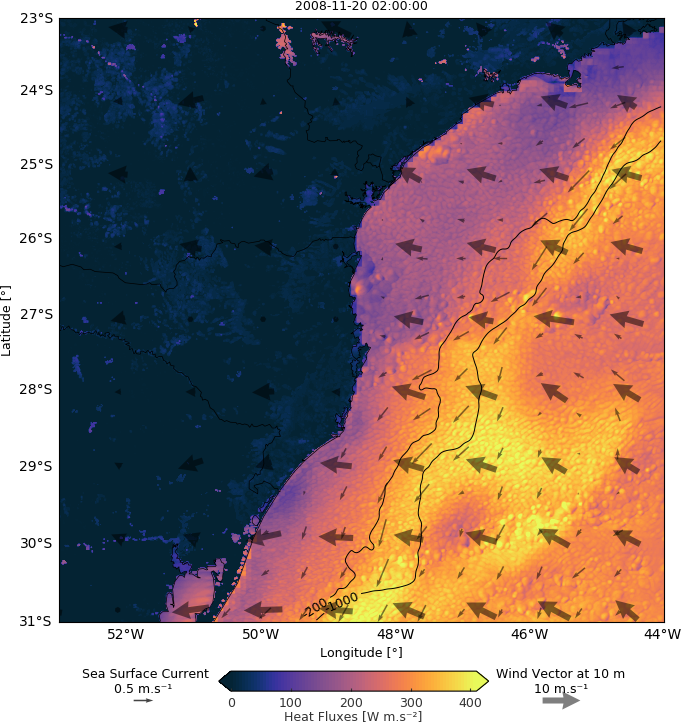 2008-11-20 02:00:00
23°S
24°S
25°S
26°S
27°S
28°S
29°S
30°S
31°S
Latitude [°]
-200
-1000
52°W 50°W 48°W 46°W 44°W
Longitude [°]
Sea Surface Current
0.5 m.s⁻¹
0 100 200 300 400
Heat Fluxes [W m.s⁻²]
Wind Vector at 10 m
10 m.s⁻¹